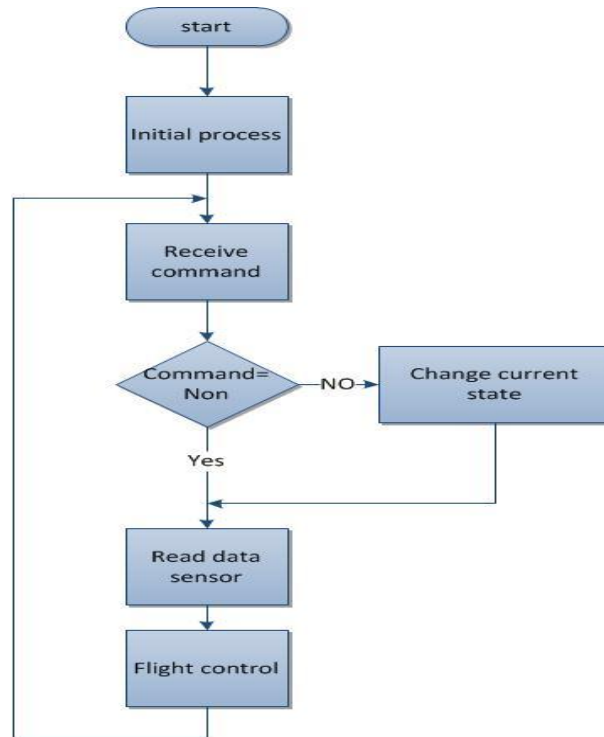 start
Initial process
Receive
command
Command=
Non
NO
Change current
state
Yes
Read data
sensor
Flight control